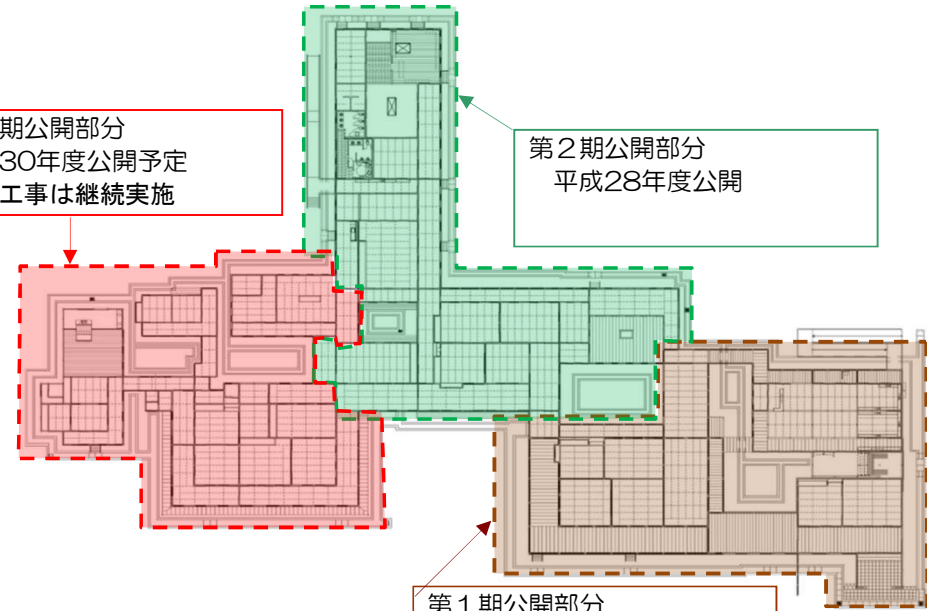 期公開部分
30年度公開予定
工事は継続実施
第2期公開部分
平成28年度公開
第1期公開部分